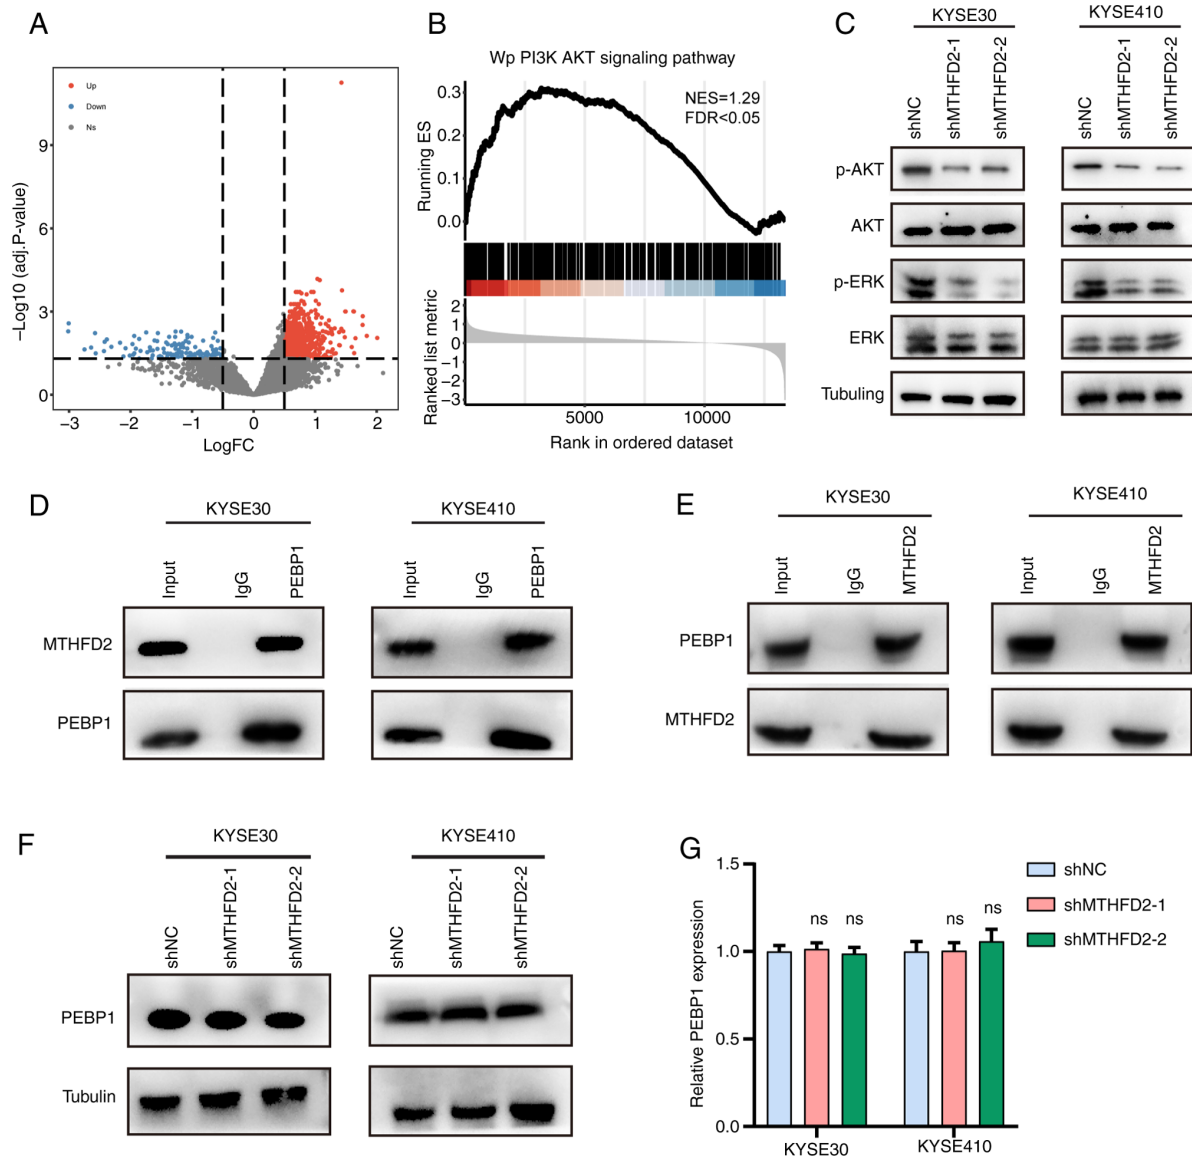 A
Up
Down
Ns
9
6
3
0
−3
−2
−1
0
1
2
−Log10 (adj.P-value)
LogFC
B
Wp PI3K AKT signaling pathway
NES=1.29
FDR<0.05
0.3
0.2
0.1
0.0
Running ES
2
1
0
−1
−2
−3
Ranked list metric
5000
10000
Rank in ordered dataset
C
KYSE30
KYSE410
shNC
shMTHFD2-1
shMTHFD2-2
shNC
shMTHFD2-1
shMTHFD2-2
p-AKT
AKT
p-ERK
ERK
Tubuling
D
KYSE30
KYSE410
Input
IgG
PEBP1
Input
IgG
PEBP1
MTHFD2
PEBP1
E
KYSE30
KYSE410
Input
IgG
MTHFD2
Input
IgG
MTHFD2
PEBP1
MTHFD2
F
KYSE30
KYSE410
shNC
shMTHFD2-1
shMTHFD2-2
shNC
shMTHFD2-1
shMTHFD2-2
PEBP1
Tubulin
G
1.5
1.0
0.5
0.0
Relative PEBP1 expression
ns
ns
ns
ns
KYSE30
KYSE410
shNC
shMTHFD2-1
shMTHFD2-2